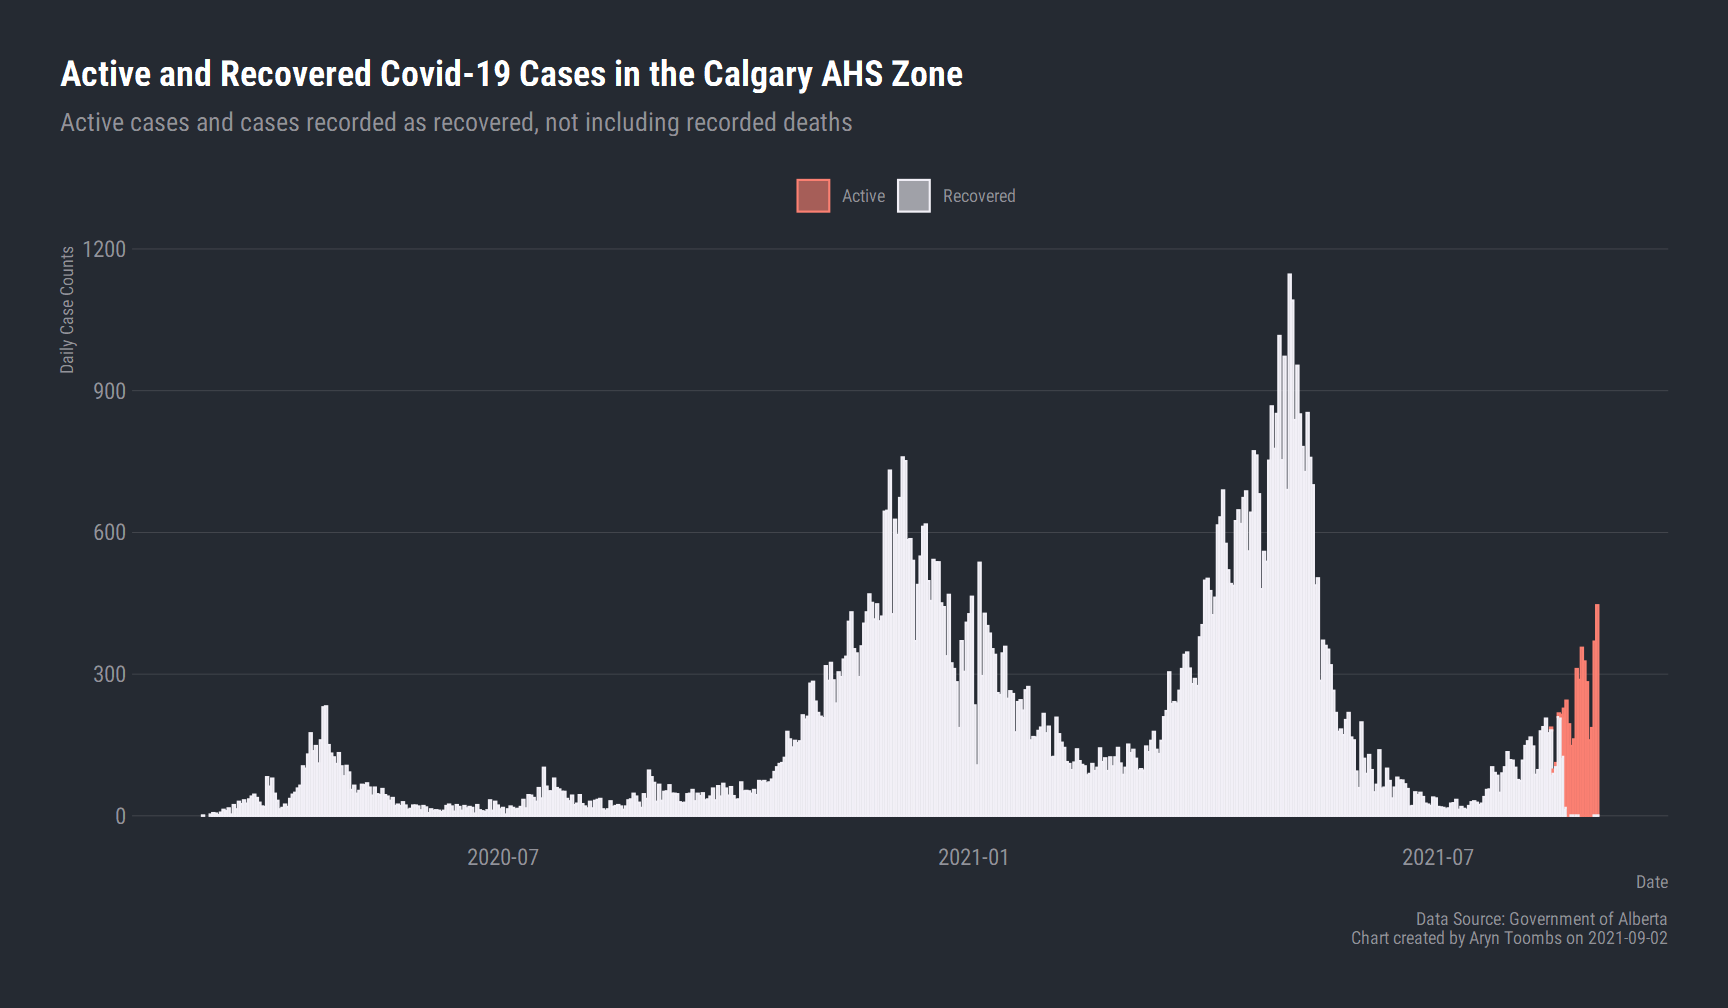 Active and Recovered Covid-19 Cases in the Calgary AHS Zone
Active cases and cases recorded as recovered, not including recorded deaths
Active
Recovered
Daily Case Counts
1200
900
600
300
0
2020-07
2021-01
2021-07
Date
Data Source: Government of Alberta
Chart created by Aryn Toombs on 2021-09-02